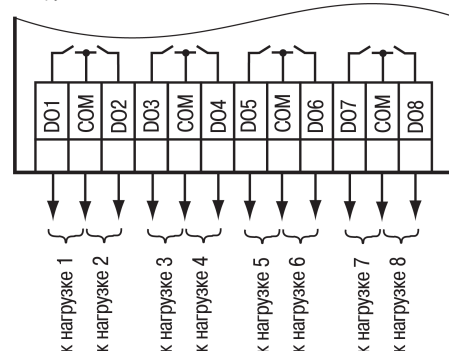 DO1
COM
DO2
DO3
COM
DO4
DO5
COM
DO6
DO7
COM
DO8
к нагрузке 1
к нагрузке 2
к нагрузке 3
к нагрузке 4
к нагрузке 5
к нагрузке 6
к нагрузке 7
к нагрузке 8